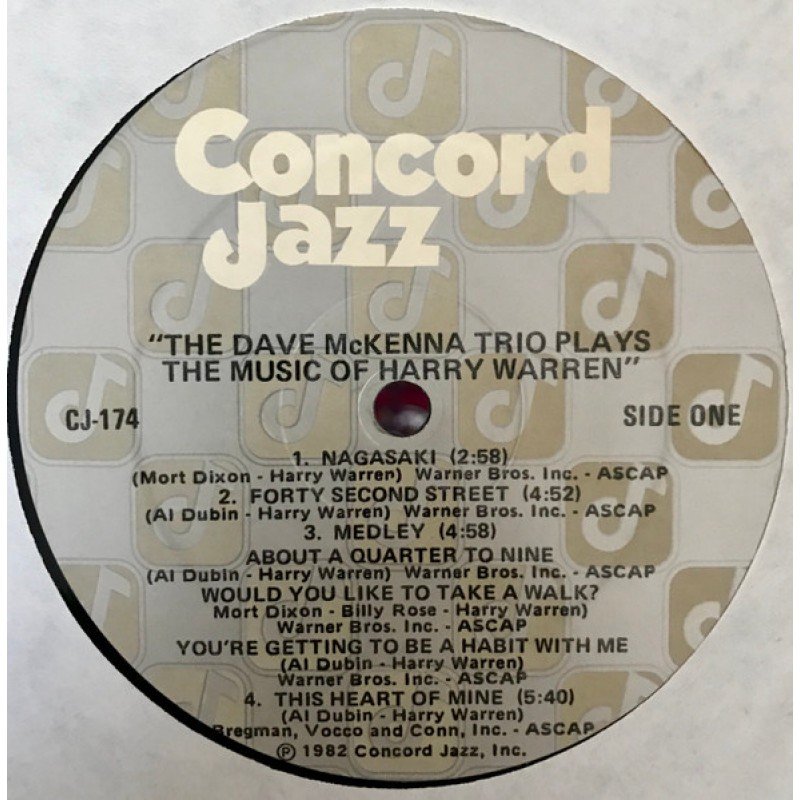 Concord
Jazz
"THE DAVE McKENNA TRIO PLAYS
THE MUSIC OF HARRY WARREN"
CJ-174
SIDE ONE
1. NAGASAKI (2:58)
(Mort Dixon - Harry Warren) Warner Bros. Inc. - ASCAP
2. FORTY SECOND STREET (4:52)
(Al Dubin - Harry Warren) Warner Bros. Inc. - ASCAP
3. MEDLEY (4:58)
ABOUT A QUARTER TO NINE
(Al Dubin - Harry Warren) Warner Bros. Inc. - ASCAP
WOULD YOU LIKE TO TAKE A WALK?
Mort Dixon - Billy Rose - Harry Warren)
Warner Bros. Inc. - ASCAP
YOU'RE GETTING TO BE A HABIT WITH ME
(Al Dubin - Harry Warren)
Warner Bros. Inc. - ASCAP
4. THIS HEART OF MINE (5:40)
(Al Dubin - Harry Warren)
Bregman, Vocco and Conn, Inc. - ASCAP
℗ 1982 Concord Jazz, Inc.